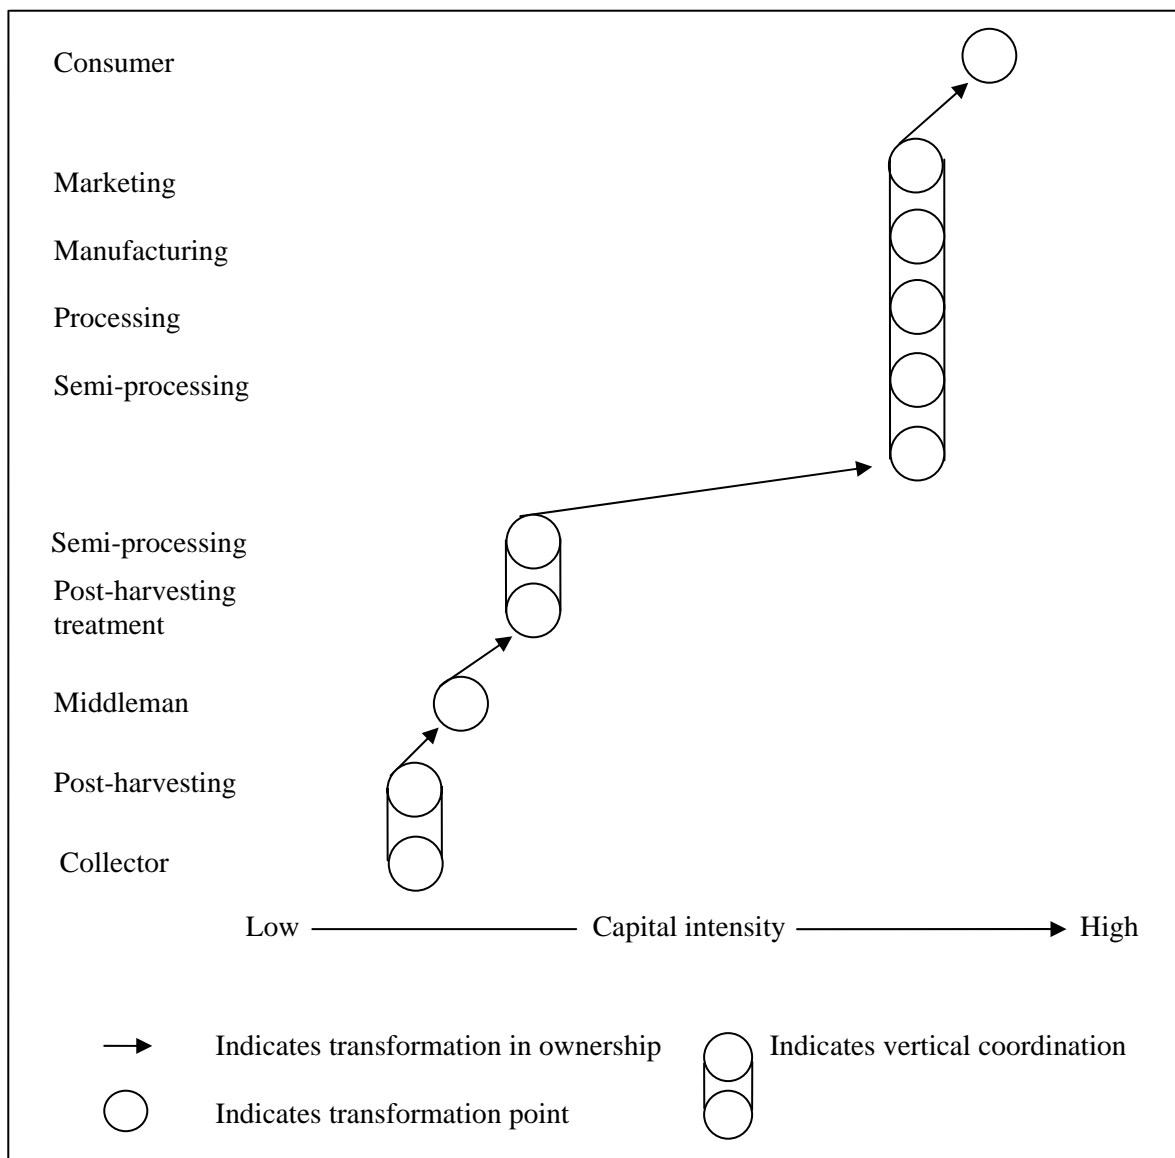 Consumer
Marketing
Manufacturing
Processing
Semi-processing
Semi-processing
Post-harvesting
treatment
Middleman
Post-harvesting
Collector
Low Capital intensity High
Indicates transformation in ownership Indicates vertical coordination
Indicates transformation point